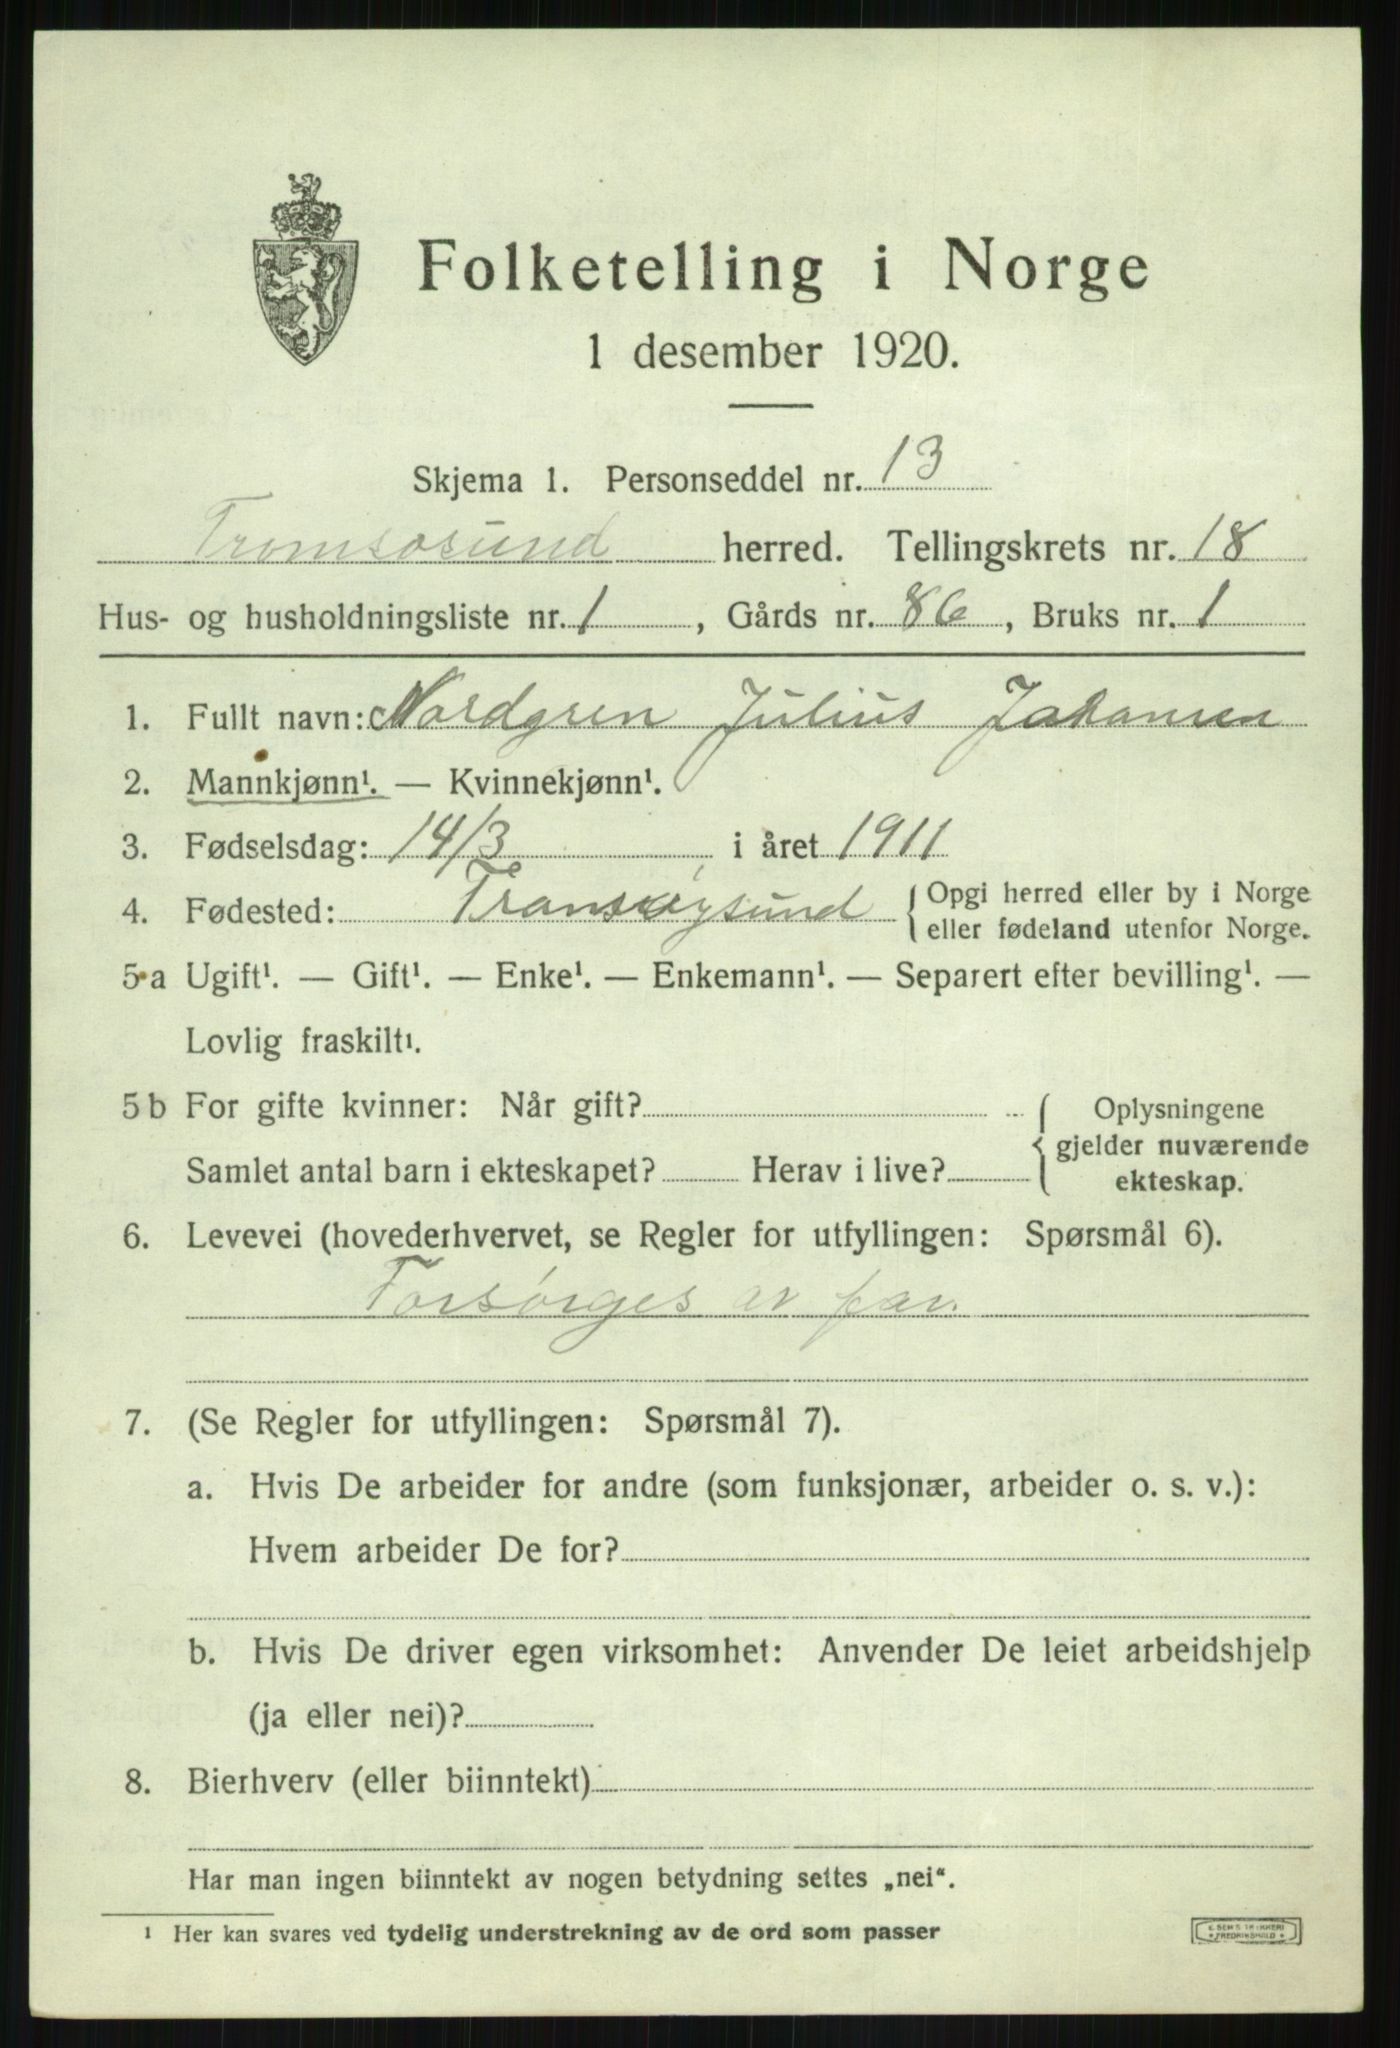 Folketelling i Norge
1 desember 1920.
Skjema 1. Personseddel nr. 13
Tromsøsund herred. Tellingskrets nr. 18
Hus- og husholdningsliste nr. 1, Gårds nr. 86, Bruks nr. 1
1. Fullt navn: Nordgren Julius Johansen
2. Mannkjønn¹. — Kvinnekjønn¹.
3. Fødselsdag: 14/3 i året 1911
4. Fødested: Tromsøysund { Opgi herred eller by i Norge
eller fødeland utenfor Norge.
5 a Ugift¹. — Gift¹. — Enke¹. — Enkemann¹. — Separert efter bevilling¹. —
Lovlig fraskilt¹.
5 b For gifte kvinner: Når gift? { Oplysningene
gjelder nuværende
Samlet antal barn i ekteskapet? Herav i live? ekteskap.
6. Levevei (hovederhvervet, se Regler for utfyllingen: Spørsmål 6).
Forsørges av far.
7. (Se Regler for utfyllingen: Spørsmål 7).
a. Hvis De arbeider for andre (som funksjonær, arbeider o. s. v.):
Hvem arbeider De for?
b. Hvis De driver egen virksomhet: Anvender De leiet arbeidshjelp
(ja eller nei)?
8. Bierhverv (eller biinntekt)
Har man ingen biinntekt av nogen betydning settes „nei“.
¹ Her kan svares ved tydelig understrekning av de ord som passer